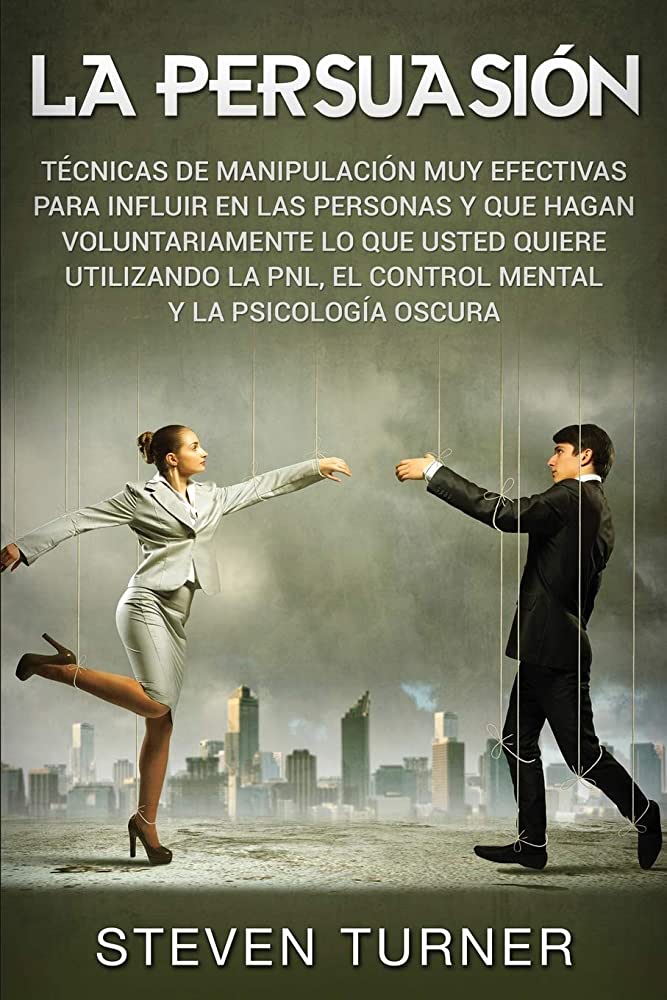 LA PERSUASIÓN
TÉCNICAS DE MANIPULACIÓN MUY EFECTIVAS
PARA INFLUIR EN LAS PERSONAS Y QUE HAGAN
VOLUNTARIAMENTE LO QUE USTED QUIERE
UTILIZANDO LA PNL, EL CONTROL MENTAL
Y LA PSICOLOGÍA OSCURA
STEVEN TURNER